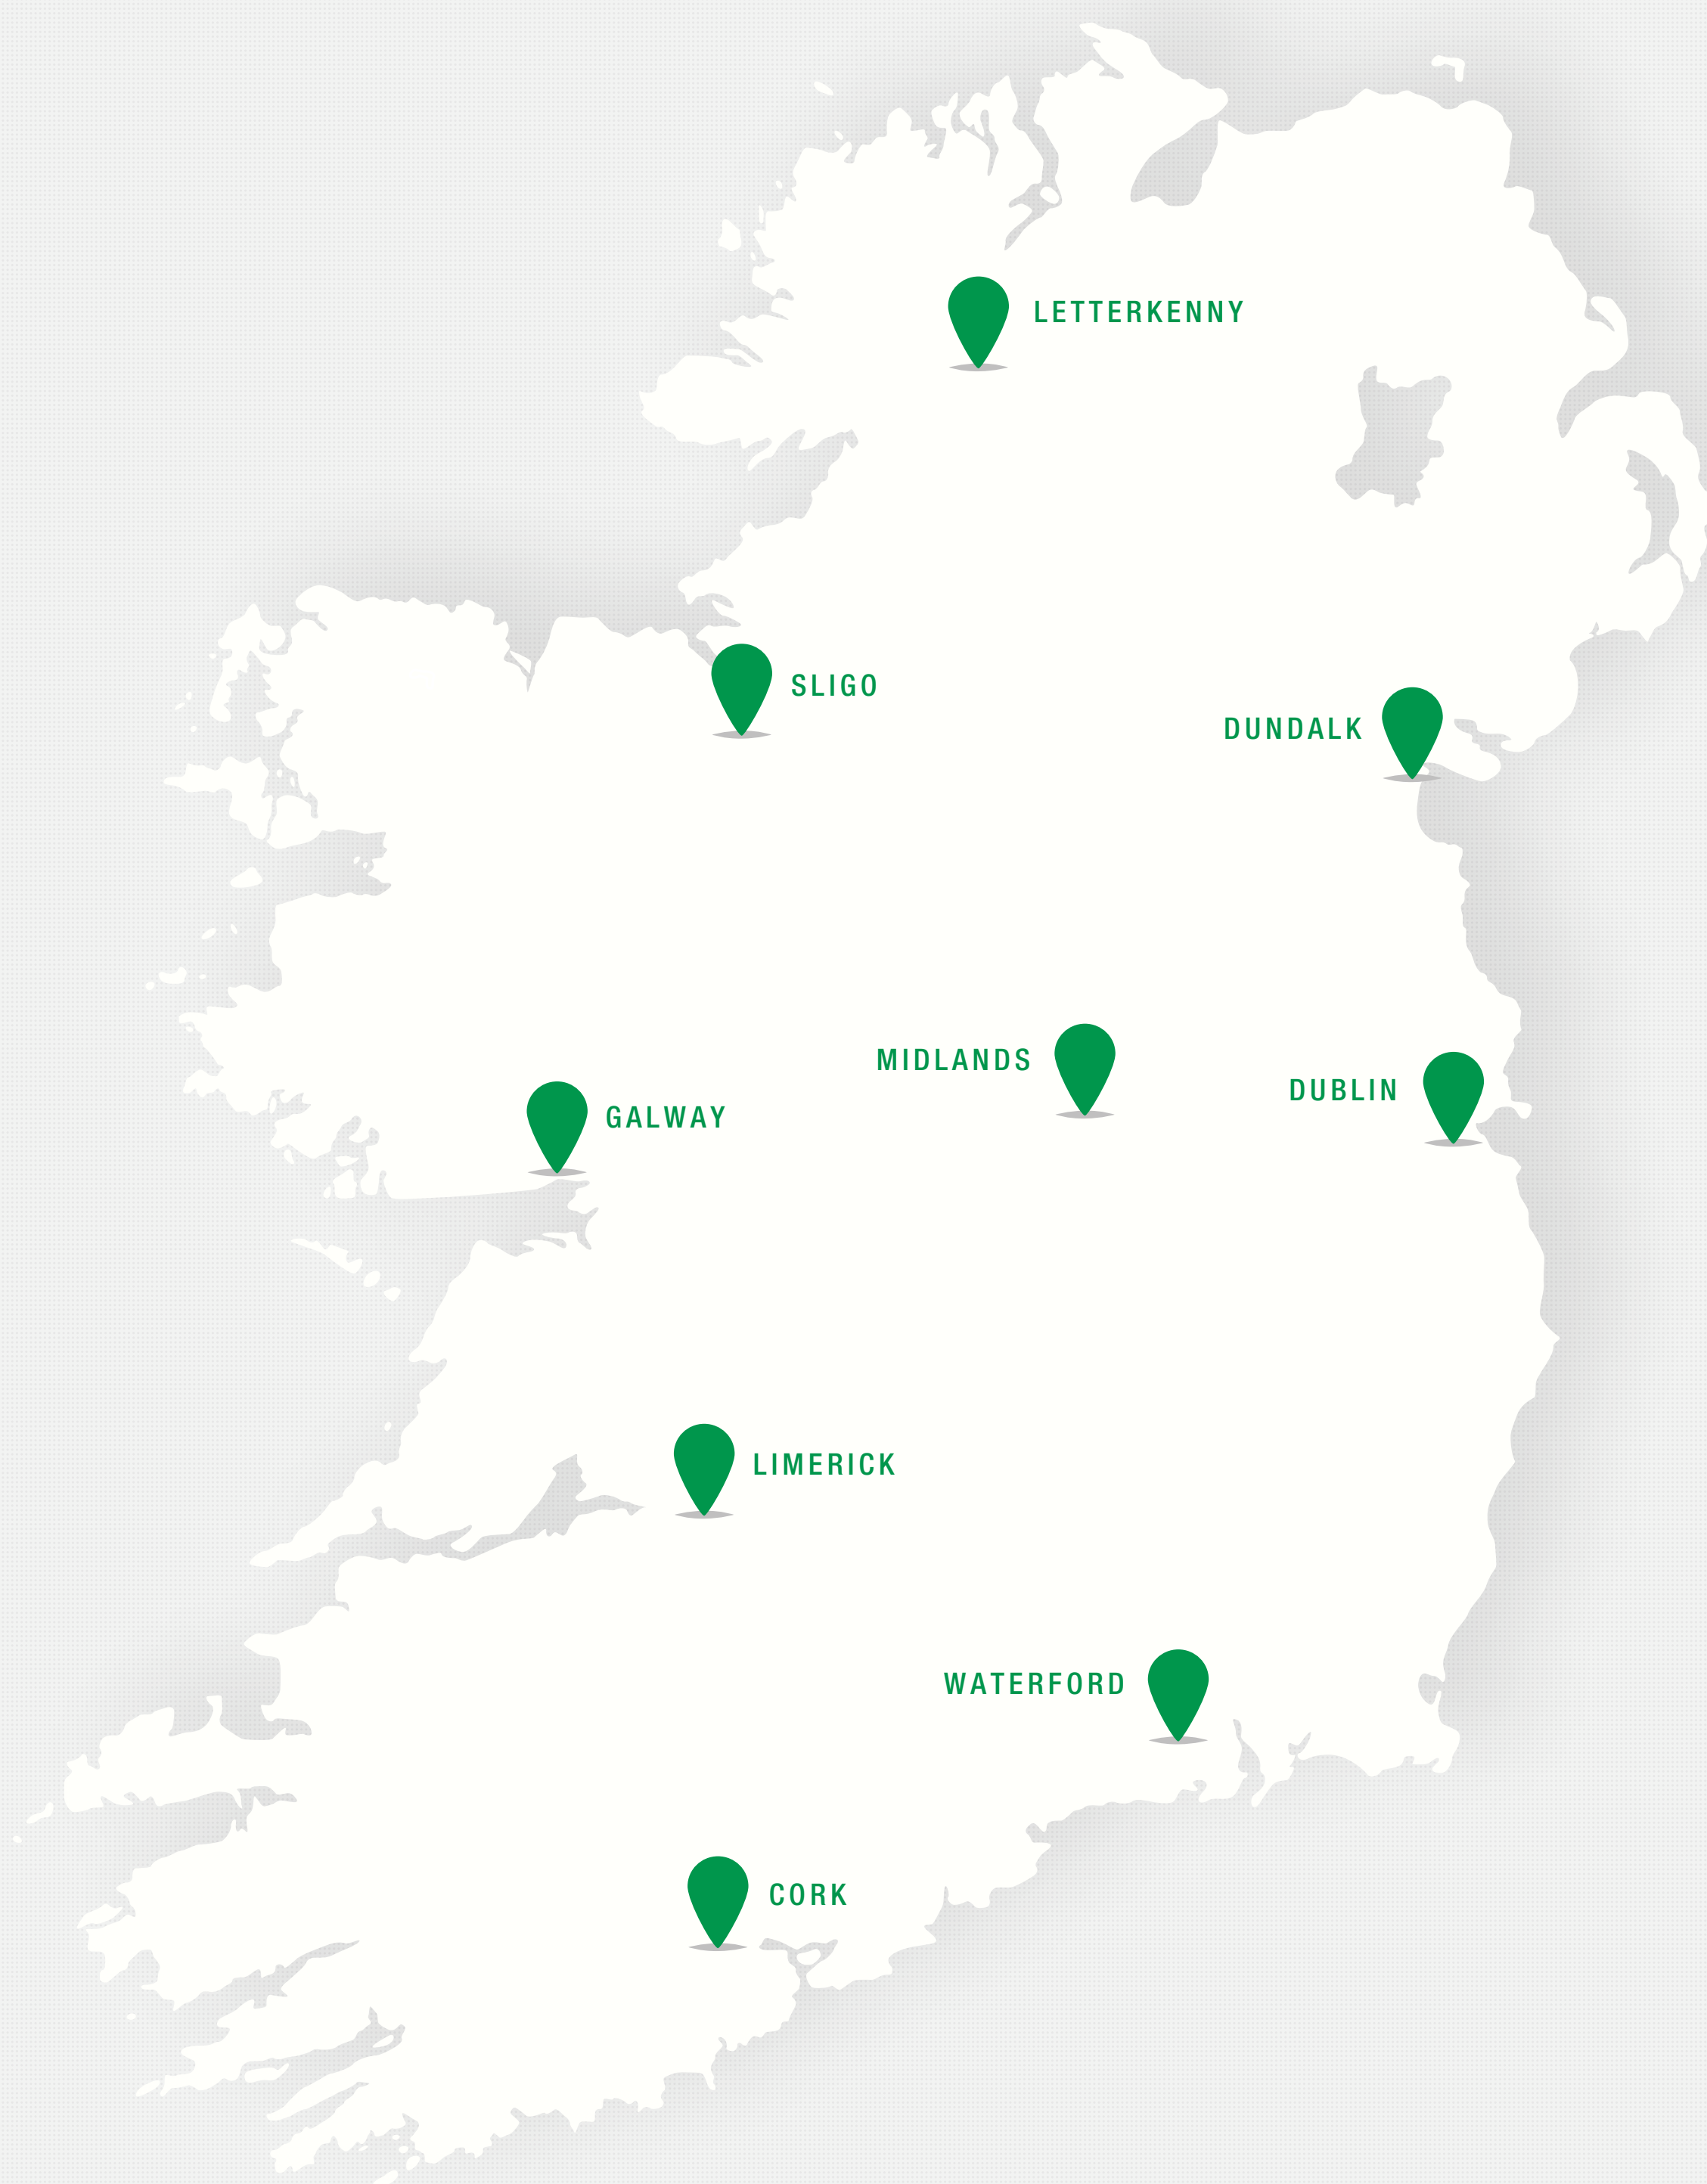 LETTERKENNY
SLIGO
DUNDALK
MIDLANDS
DUBLIN
GALWAY
LIMERICK
WATERFORD
CORK